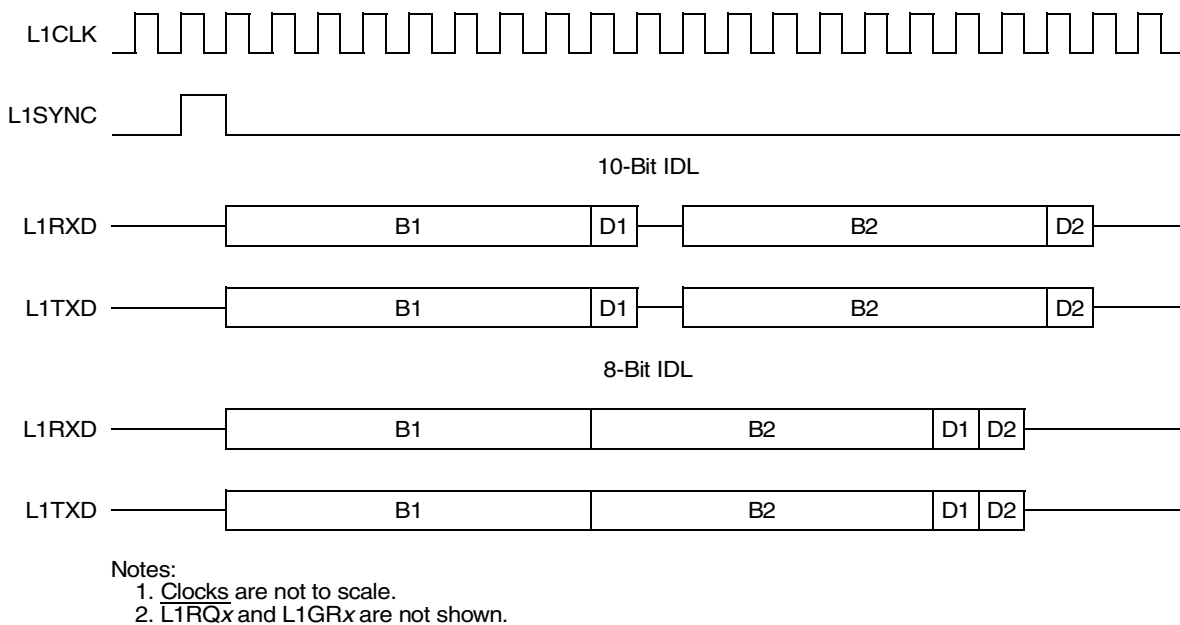 L1CLK
L1SYNC
10-Bit IDL
L1RXD B1 D1 B2 D2
L1TXD B1 D1 B2 D2
8-Bit IDL
L1RXD B1 B2 D1 D2
L1TXD B1 B2 D1 D2
Notes:
1. Clocks are not to scale.
2. L1RQx and L1GRx are not shown.